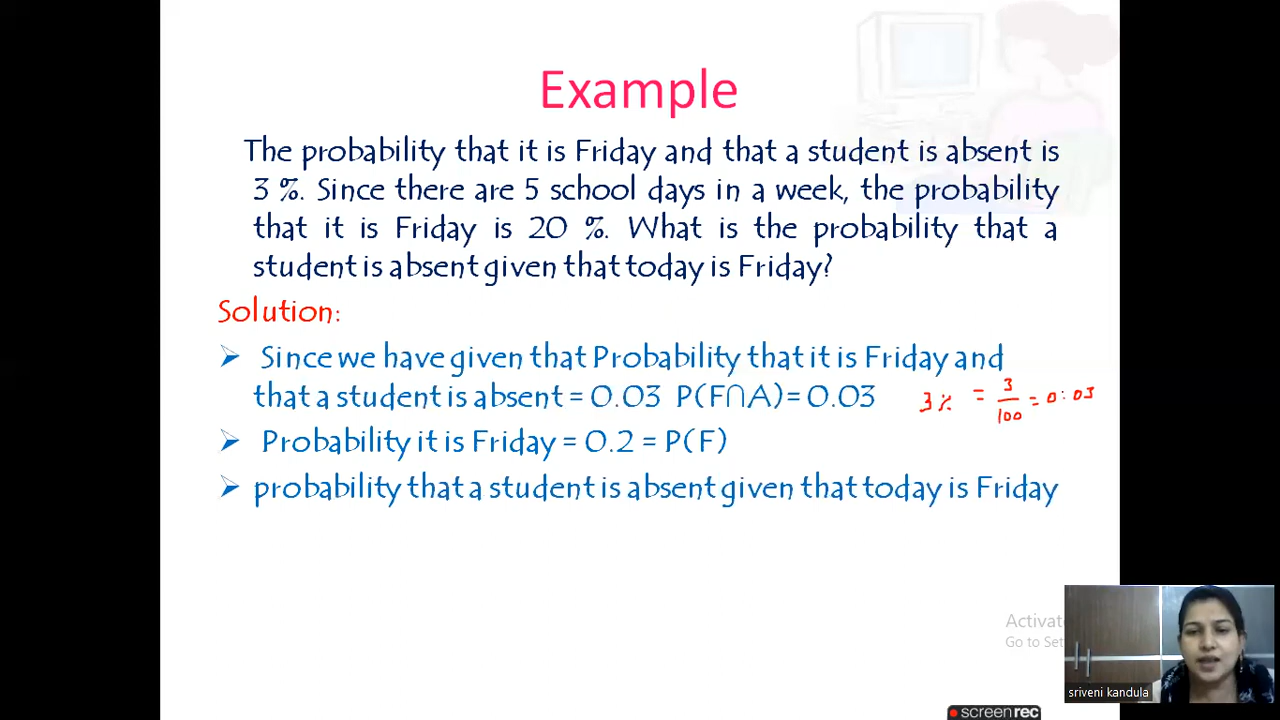 Example
The probability that it is Friday and that a student is absent is
3 %. Since there are 5 school days in a week, the probability
that it is Friday is 20 %. What is the probability that a
student is absent given that today is Friday?
Solution:
➢ Since we have given that Probability that it is Friday and
that a student is absent = 0.03 P(F∩A)= 0.03
3% = 3/100 = 0.03
➢ Probability it is Friday = 0.2 = P(F)
➢ probability that a student is absent given that today is Friday
Activat
Go to Set
sriveni kandula
screenrec